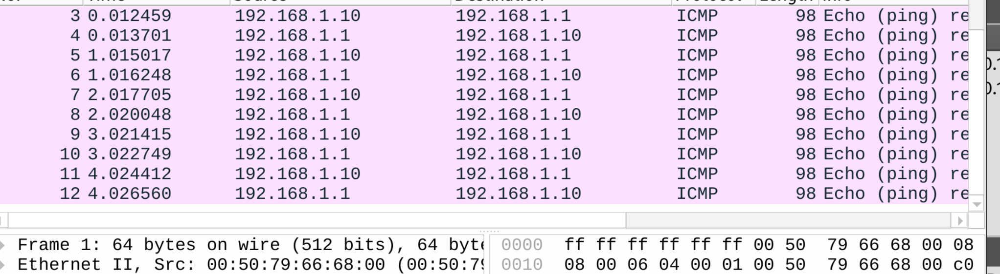 No. Time Source Destination Protocol Length Info
3 0.012459 192.168.1.10 192.168.1.1 ICMP 98 Echo (ping) re
4 0.013701 192.168.1.1 192.168.1.10 ICMP 98 Echo (ping) re
5 1.015017 192.168.1.10 192.168.1.1 ICMP 98 Echo (ping) re
6 1.016248 192.168.1.1 192.168.1.10 ICMP 98 Echo (ping) re
7 2.017705 192.168.1.10 192.168.1.1 ICMP 98 Echo (ping) re
8 2.020048 192.168.1.1 192.168.1.10 ICMP 98 Echo (ping) re
9 3.021415 192.168.1.10 192.168.1.1 ICMP 98 Echo (ping) re
10 3.022749 192.168.1.1 192.168.1.10 ICMP 98 Echo (ping) re
11 4.024412 192.168.1.10 192.168.1.1 ICMP 98 Echo (ping) re
12 4.026560 192.168.1.1 192.168.1.10 ICMP 98 Echo (ping) re
Frame 1: 64 bytes on wire (512 bits), 64 byte
Ethernet II, Src: 00:50:79:66:68:00 (00:50:79
0000 ff ff ff ff ff ff 00 50 79 66 68 00 08
0010 08 00 06 04 00 01 00 50 79 66 68 00 c0